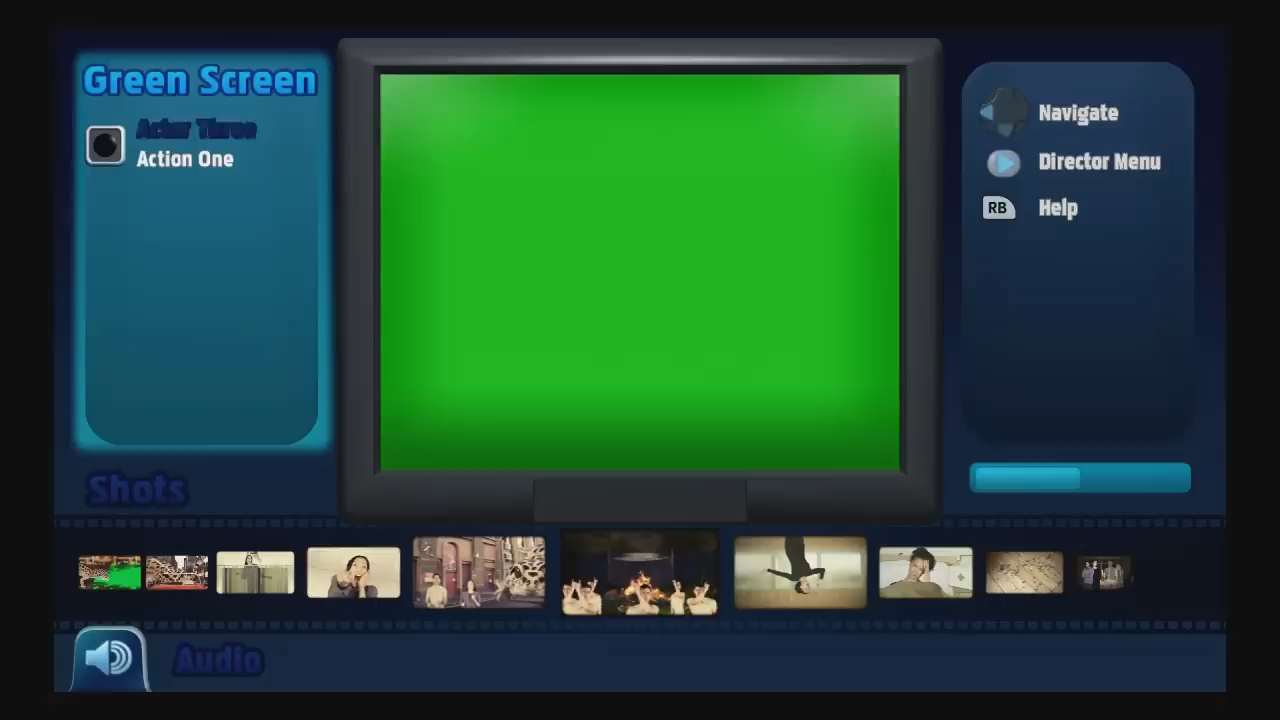 Green Screen
Actor Three
Action One
Navigate
Director Menu
RB
Help
Shots
Audio